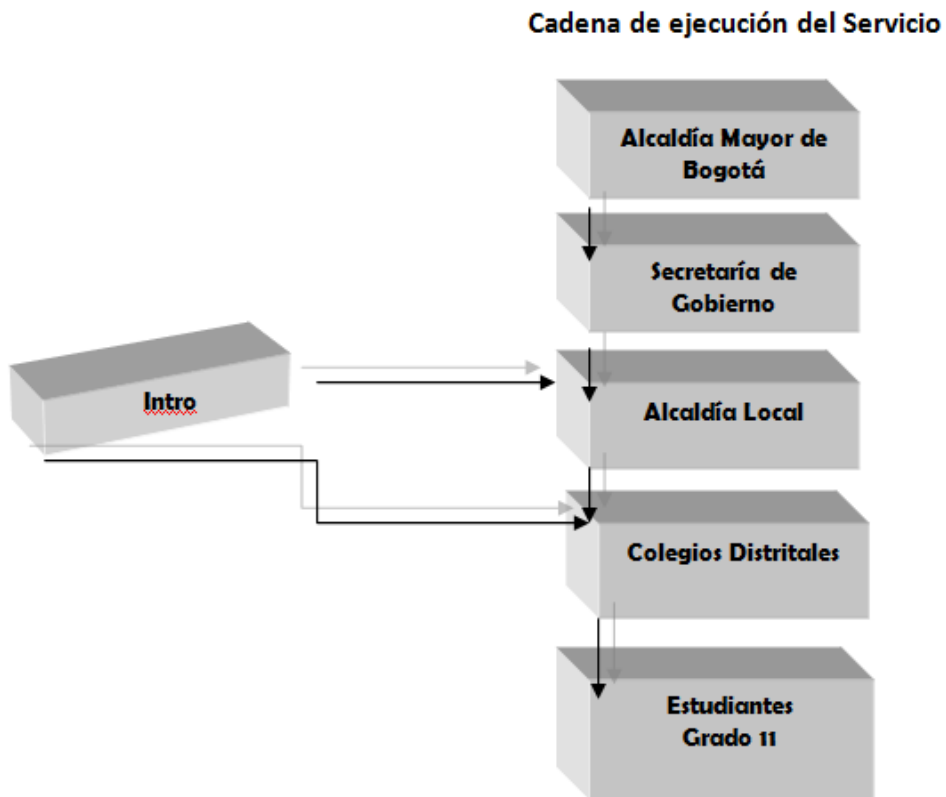 Cadena de ejecución del Servicio
Alcaldía Mayor de
Bogotá
Secretaría de
Gobierno
Intro
Alcaldía Local
Colegios Distritales
Estudiantes
Grado 11